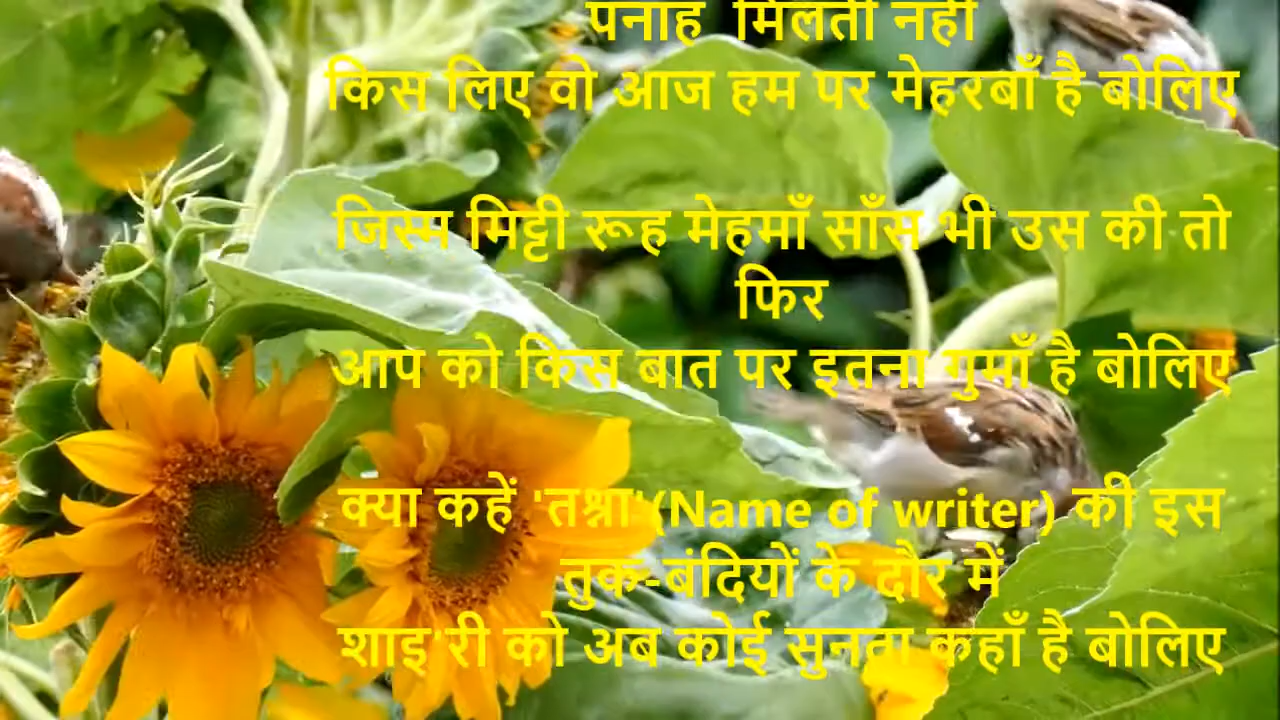 पनाह मिलती नहीं
किस लिए वो आज हम पर मेहरबाँ है बोलिए
जिस्म मिट्टी रूह मेहमाँ साँस भी उस की तो
फिर
आप को किस बात पर इतना गुमाँ है बोलिए
क्या कहें 'तश्ना'(Name of writer) की इस
तुक-बंदियों के दौर में
शाइ'री को अब कोई सुनता कहाँ है बोलिए